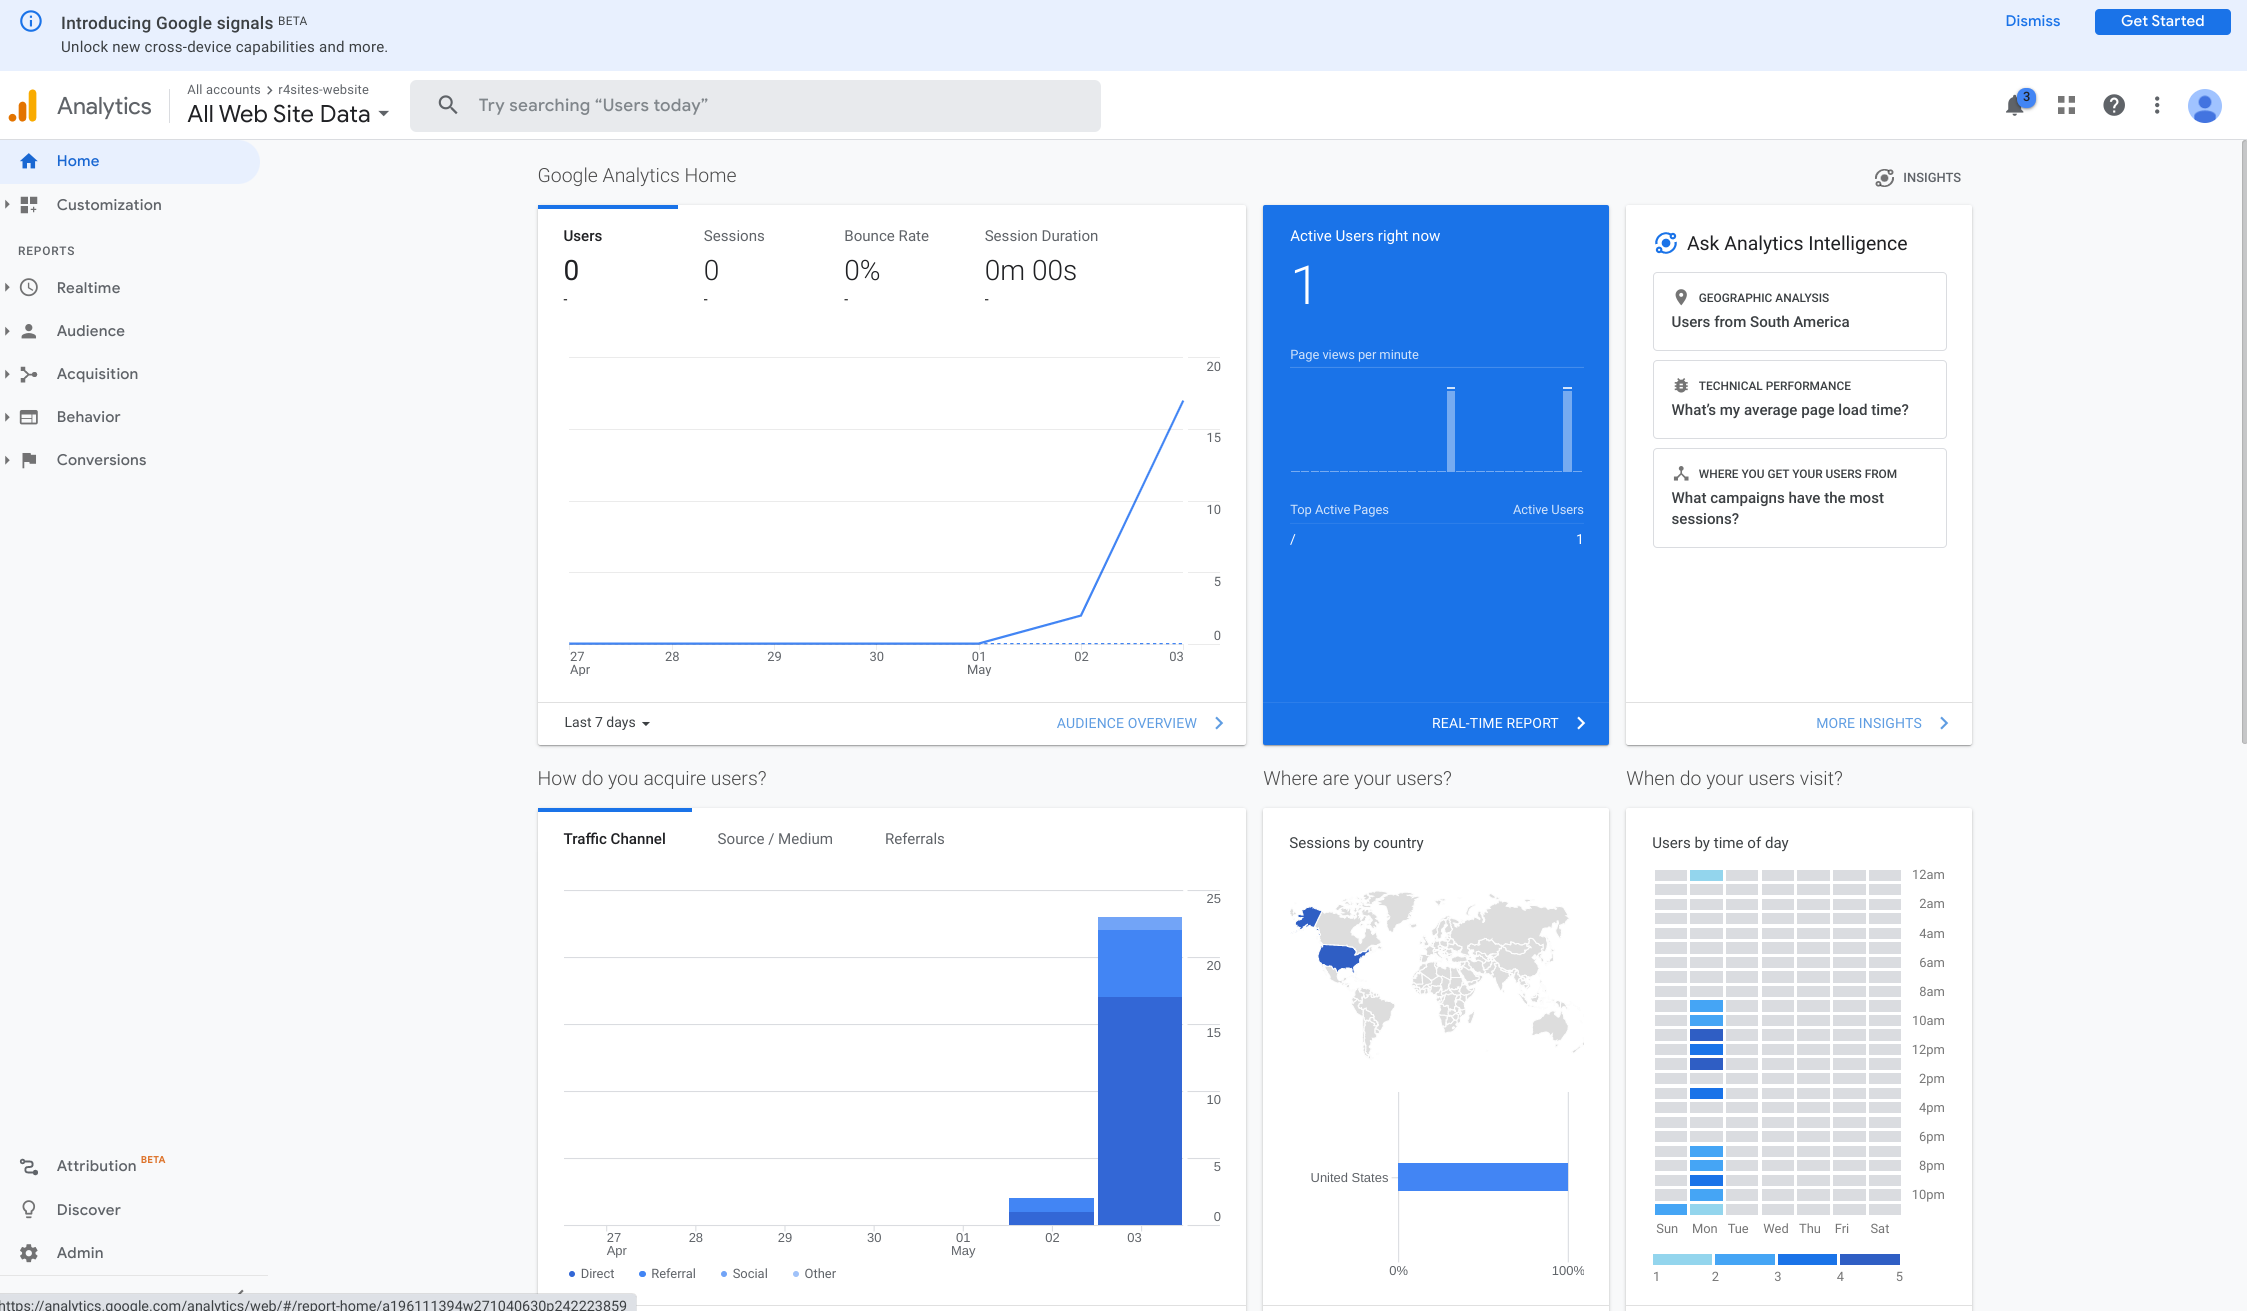 Introducing Google signals BETA
Unlock new cross-device capabilities and more.
Dismiss
Get Started
Analytics
All accounts > r4sites-website
All Web Site Data
Try searching “Users today”
3
Home
Customization
REPORTS
Realtime
Audience
Acquisition
Behavior
Conversions
Attribution BETA
Discover
Admin
Google Analytics Home
INSIGHTS
Users
0
-
Sessions
0
-
Bounce Rate
0%
-
Session Duration
0m 00s
-
20
15
10
5
0
27 28 29 30 01 02 03
Apr May
Last 7 days
AUDIENCE OVERVIEW
Active Users right now
1
Page views per minute
Top Active Pages Active Users
/ 1
REAL-TIME REPORT
Ask Analytics Intelligence
GEOGRAPHIC ANALYSIS
Users from South America
TECHNICAL PERFORMANCE
What’s my average page load time?
WHERE YOU GET YOUR USERS FROM
What campaigns have the most
sessions?
MORE INSIGHTS
How do you acquire users?
Traffic Channel Source / Medium Referrals
25
20
15
10
5
0
27 28 29 30 01 02 03
Apr May
Direct Referral Social Other
Where are your users?
Sessions by country
United States
0% 100%
When do your users visit?
Users by time of day
12am
2am
4am
6am
8am
10am
12pm
2pm
4pm
6pm
8pm
10pm
Sun Mon Tue Wed Thu Fri Sat
1 2 3 4 5
https://analytics.google.com/analytics/web/#/report-home/a196111394w271040630p242223859